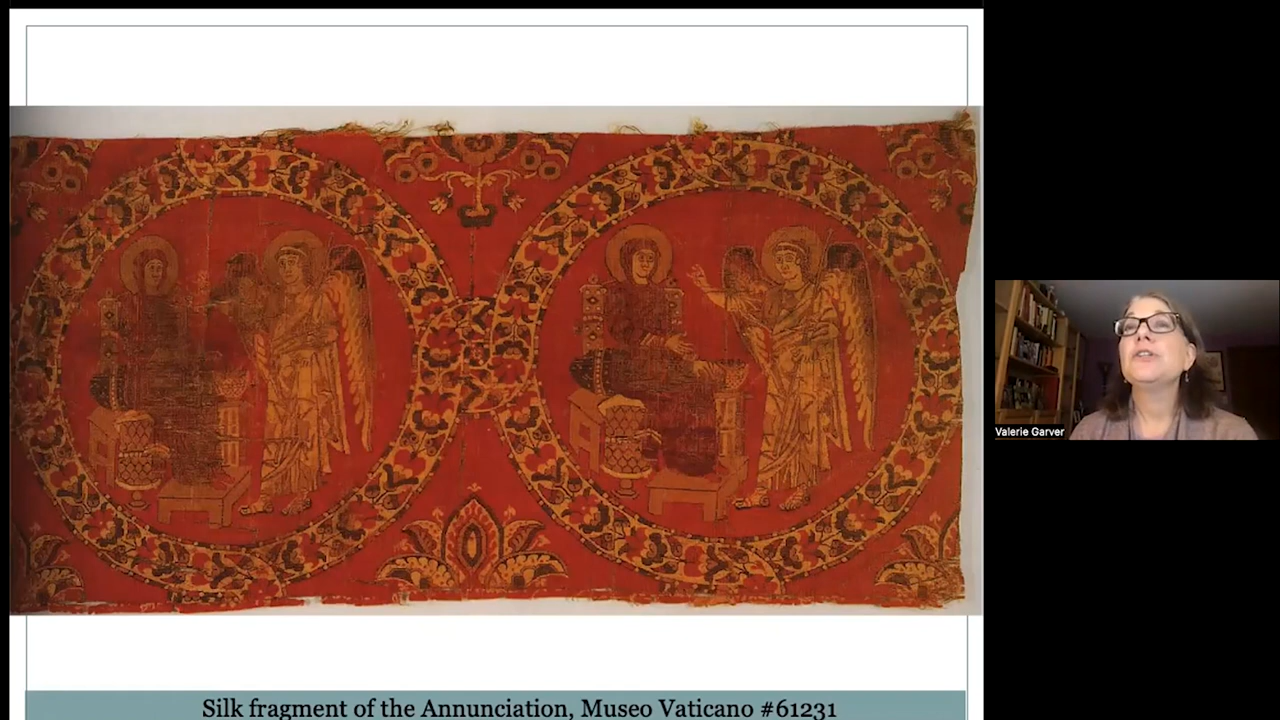 Valerie Garver
Silk fragment of the Annunciation, Museo Vaticano #61231